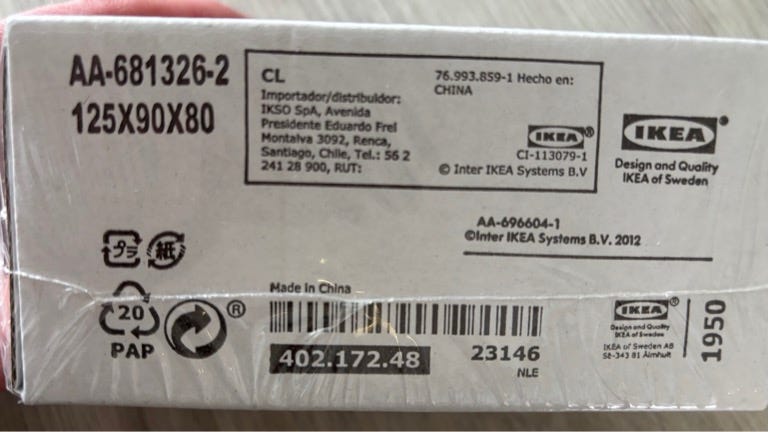 AA-681326-2
125X90X80
CL
Importador/distribuidor:
IKSO SpA, Avenida
Presidente Eduardo Frei
Montalva 3092, Renca,
Santiago, Chile, Tel.: 56 2
241 28 900, RUT:
76.993.859-1 Hecho en:
CHINA
IKEA®
CI-113079-1
© Inter IKEA Systems B.V
IKEA®
Design and Quality
IKEA of Sweden
AA-696604-1
©Inter IKEA Systems B.V. 2012
プラ
紙
20
PAP
®
Made in China
402.172.48
23146
NLE
IKEA®
Design and Quality
IKEA of Sweden
IKEA of Sweden AB
SE-343 81 Älmhult
1950